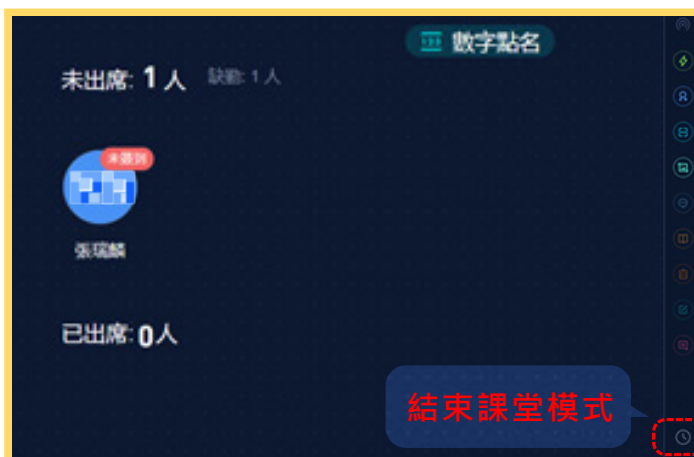 數字點名
未出席: 1 人 缺勤: 1 人
未簽到
張瑞麟
已出席: 0 人
結束課堂模式